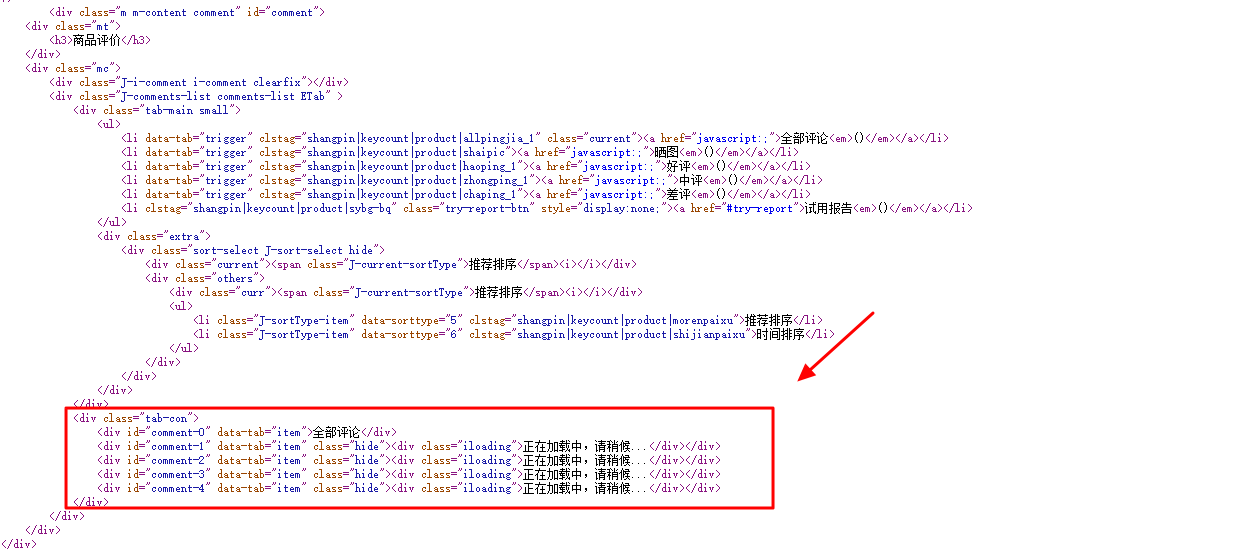 <div class="m m-content comment" id="comment">
<div class="mt">
<h3>商品评价</h3>
</div>
<div class="mc">
<div class="J-i-comment i-comment clearfix"></div>
<div class="J-comments-list comments-list ETab" >
<div class="tab-main small">
<ul>
<li data-tab="trigger" clstag="shangpin|keycount|product|allpingjia_1" class="current"><a href="javascript:;">全部评论<em>()</em></a></li>
<li data-tab="trigger" clstag="shangpin|keycount|product|shaipic"><a href="javascript:;">晒图<em>()</em></a></li>
<li data-tab="trigger" clstag="shangpin|keycount|product|haoping_1"><a href="javascript:;">好评<em>()</em></a></li>
<li data-tab="trigger" clstag="shangpin|keycount|product|zhongping_1"><a href="javascript:;">中评<em>()</em></a></li>
<li data-tab="trigger" clstag="shangpin|keycount|product|chaping_1"><a href="javascript:;">差评<em>()</em></a></li>
<li clstag="shangpin|keycount|product|sybg-bq" class="try-report-btn" style="display:none;"><a href="#try-report">试用报告<em>()</em></a></li>
</ul>
<div class="extra">
<div class="sort-select J-sort-select hide">
<div class="current"><span class="J-current-sortType">推荐排序</span><i></i></div>
<div class="others">
<div class="curr"><span class="J-current-sortType">推荐排序</span><i></i></div>
<ul>
<li class="J-sortType-item" data-sorttype="5" clstag="shangpin|keycount|product|morenpaixu">推荐排序</li>
<li class="J-sortType-item" data-sorttype="6" clstag="shangpin|keycount|product|shijianpaixu">时间排序</li>
</ul>
</div>
</div>
</div>
</div>
<div class="tab-con">
<div id="comment-0" data-tab="item">全部评论</div>
<div id="comment-1" data-tab="item" class="hide"><div class="iloading">正在加载中，请稍候...</div></div>
<div id="comment-2" data-tab="item" class="hide"><div class="iloading">正在加载中，请稍候...</div></div>
<div id="comment-3" data-tab="item" class="hide"><div class="iloading">正在加载中，请稍候...</div></div>
<div id="comment-4" data-tab="item" class="hide"><div class="iloading">正在加载中，请稍候...</div></div>
</div>
</div>
</div>
</div>